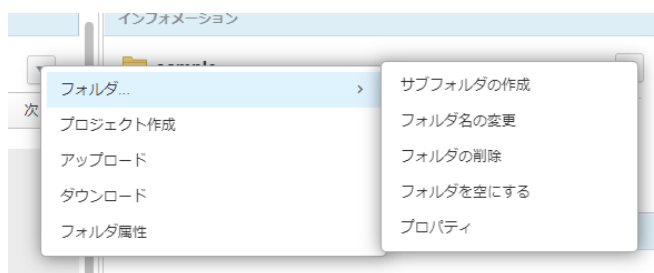 インフォメーション
sample
フォルダ...
プロジェクト作成
アップロード
ダウンロード
フォルダ属性
サブフォルダの作成
フォルダ名の変更
フォルダの削除
フォルダを空にする
プロパティ
次